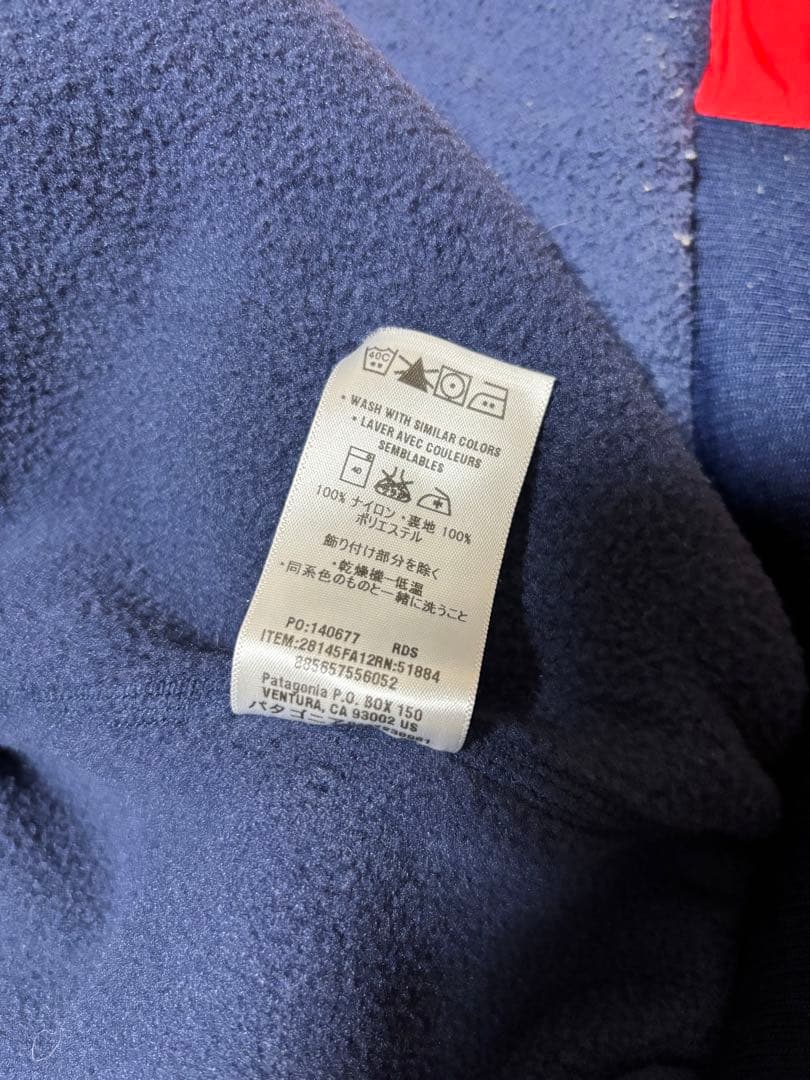 40C
• WASH WITH SIMILAR COLORS
• LAVER AVEC COULEURS
SEMBLABLES
40
100% ナイロン・裏地 100%
ポリエステル
飾り付け部分を除く
・乾燥機ー低温
・同系色のものと一緒に洗うこと
PO:140677 RDS
ITEM:28145FA12RN:51884
885657556052
Patagonia P.O. BOX 150
VENTURA, CA 93002 US